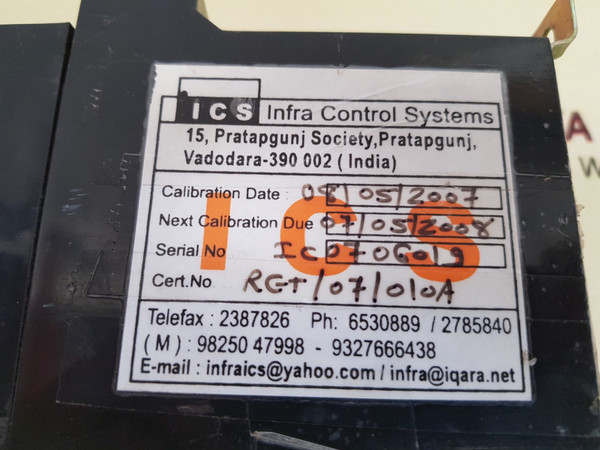 ICS Infra Control Systems
15, Pratapgunj Society,Pratapgunj,
Vadodara-390 002 ( India)
Calibration Date : 08/05/2007
Next Calibration Due 07/05/2008
Serial No IC070G019
Cert.No RCT/07/010A
ICS
Telefax : 2387826 Ph: 6530889 / 2785840
( M ) : 98250 47998 - 9327666438
E-mail : infraics@yahoo.com / infra@iqara.net
A
W